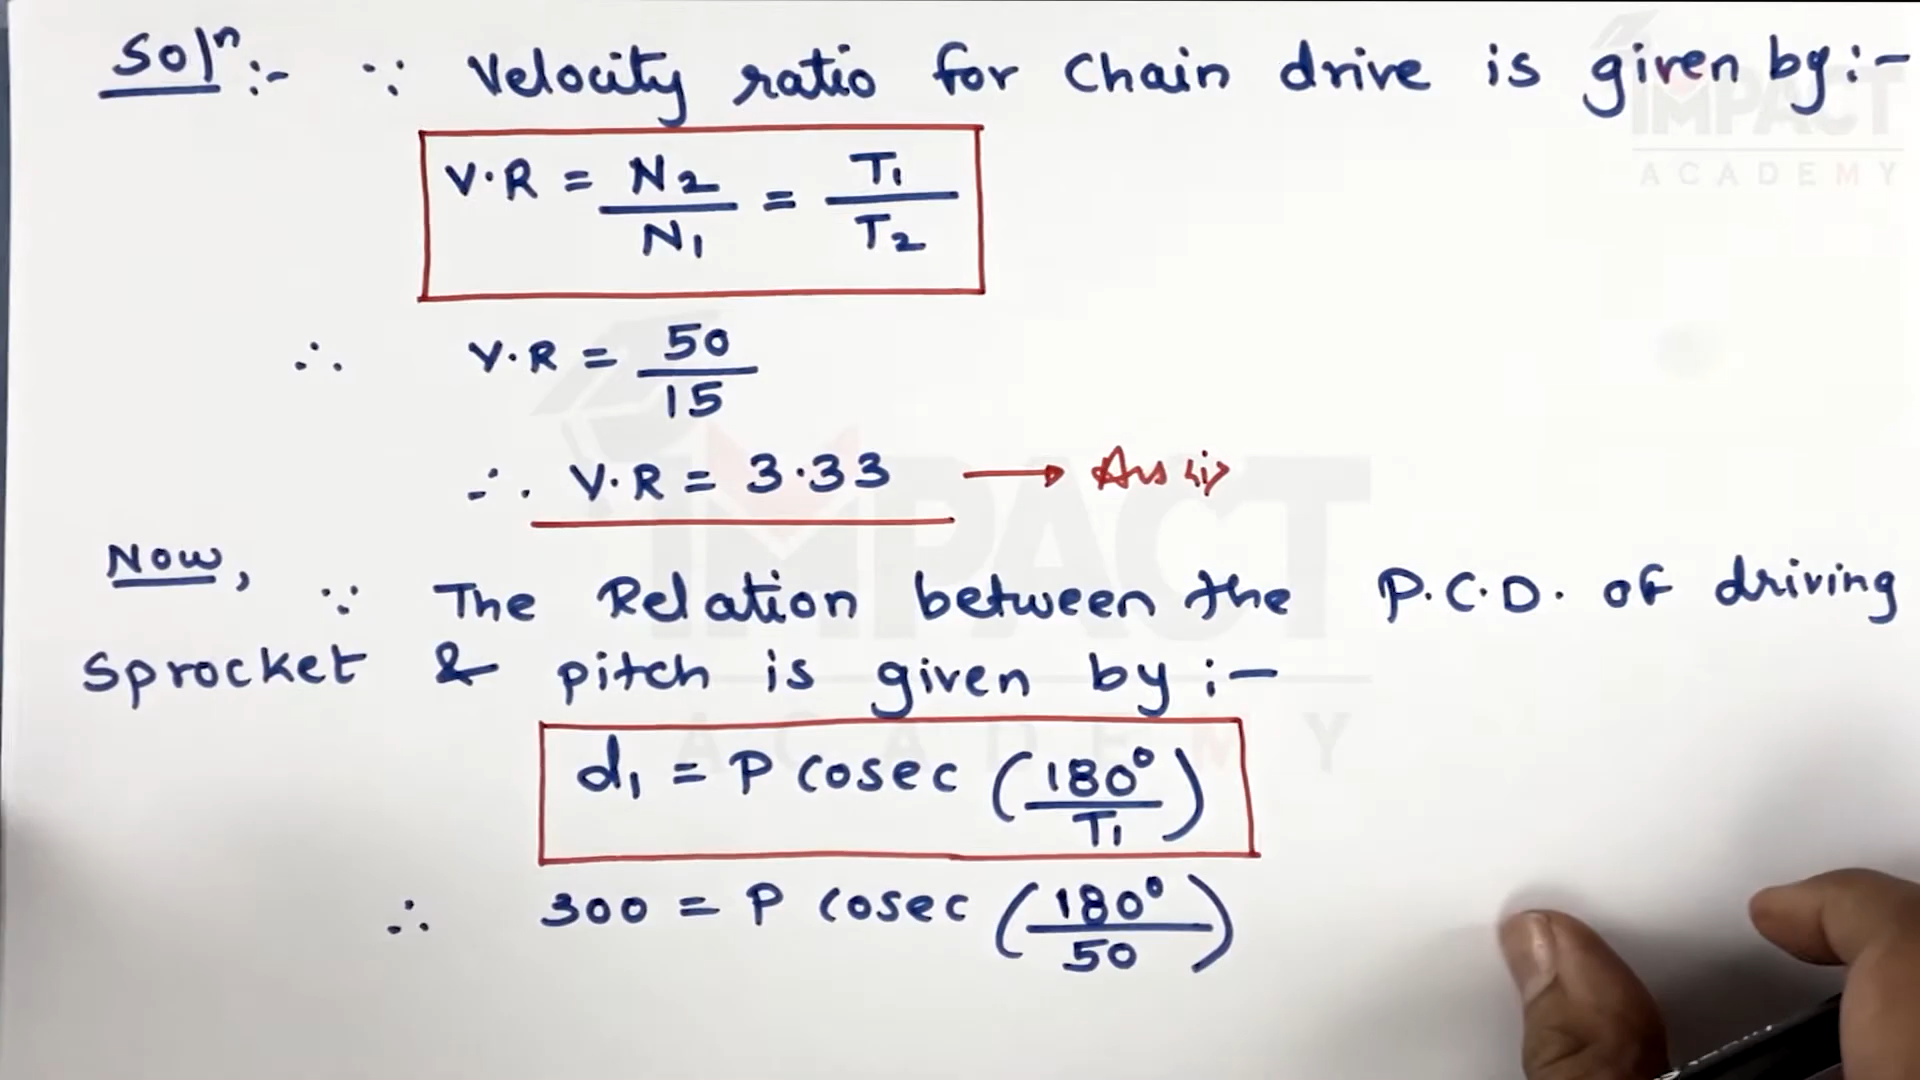 Solⁿ:- ∵ Velocity ratio for chain drive is given by:-
V.R = N₂/N₁ = T₁/T₂
∴ V.R = 50/15
∴ V.R = 3.33 → Ans (i)
Now, ∵ The Relation between the P.C.D. of driving
Sprocket & pitch is given by:-
d₁ = P cosec (180°/T₁)
∴ 300 = P cosec (180°/50)
IMPACT
ACADEMY
IMPACT
ACADEMY